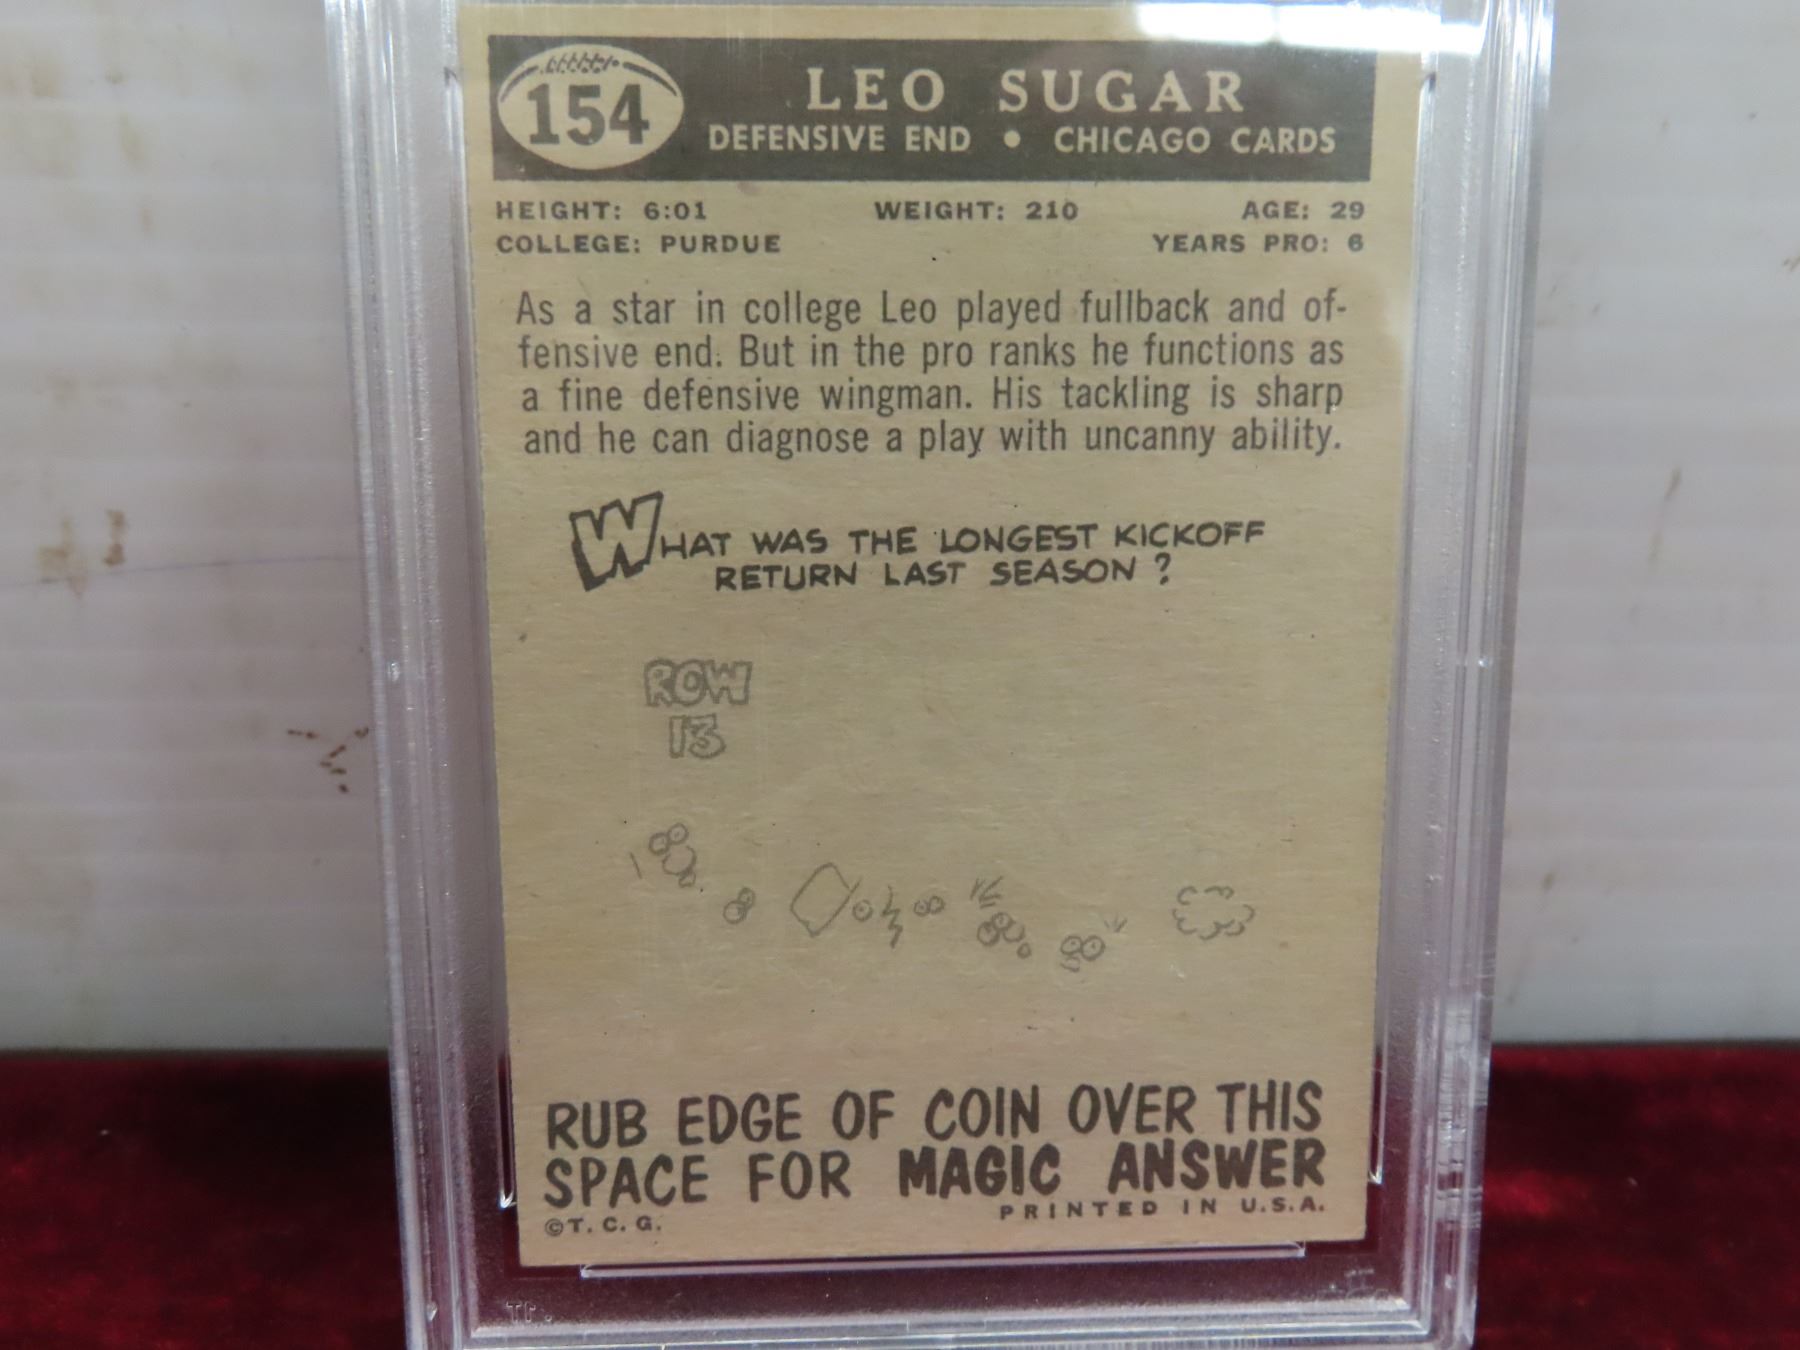 154
LEO SUGAR
DEFENSIVE END • CHICAGO CARDS
HEIGHT: 6:01 WEIGHT: 210 AGE: 29
COLLEGE: PURDUE YEARS PRO: 6
As a star in college Leo played fullback and of-
fensive end. But in the pro ranks he functions as
a fine defensive wingman. His tackling is sharp
and he can diagnose a play with uncanny ability.
WHAT WAS THE LONGEST KICKOFF
RETURN LAST SEASON?
ROW
13
RUB EDGE OF COIN OVER THIS
SPACE FOR MAGIC ANSWER
©T. C. G. PRINTED IN U.S.A.